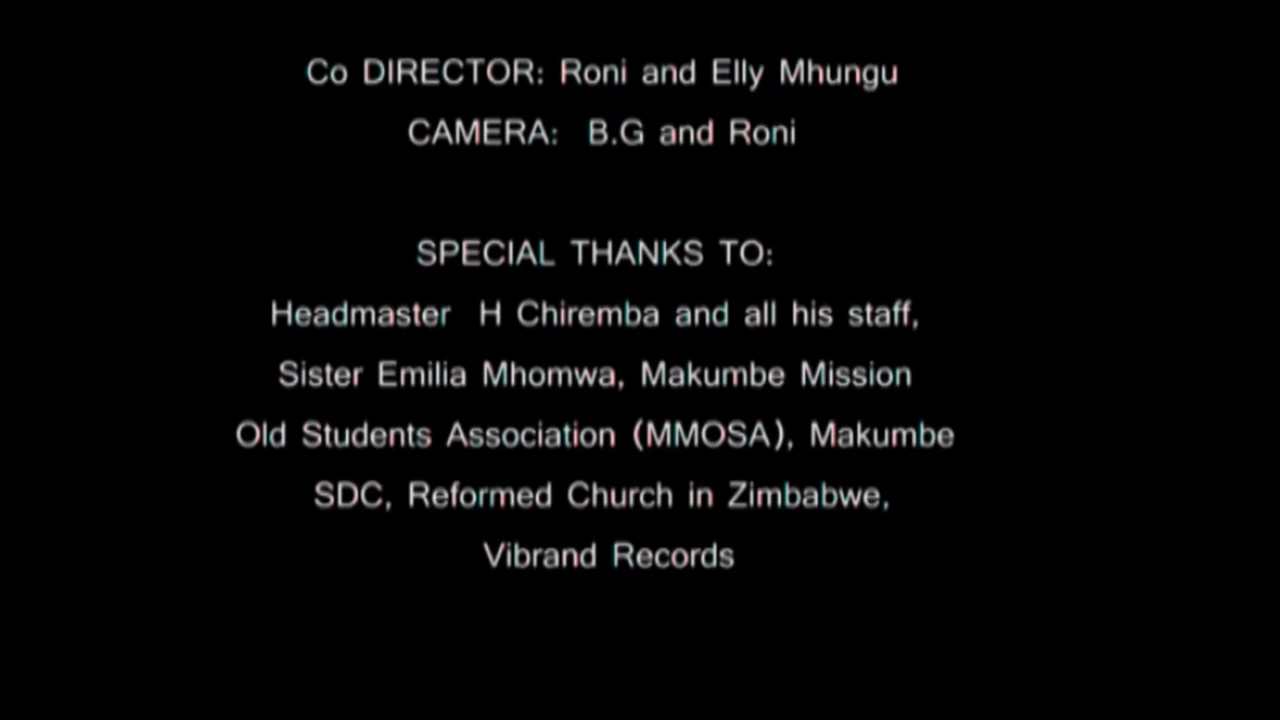 Co DIRECTOR: Roni and Elly Mhungu
CAMERA: B.G and Roni
SPECIAL THANKS TO:
Headmaster H Chiremba and all his staff,
Sister Emilia Mhomwa, Makumbe Mission
Old Students Association (MMOSA), Makumbe
SDC, Reformed Church in Zimbabwe,
Vibrand Records